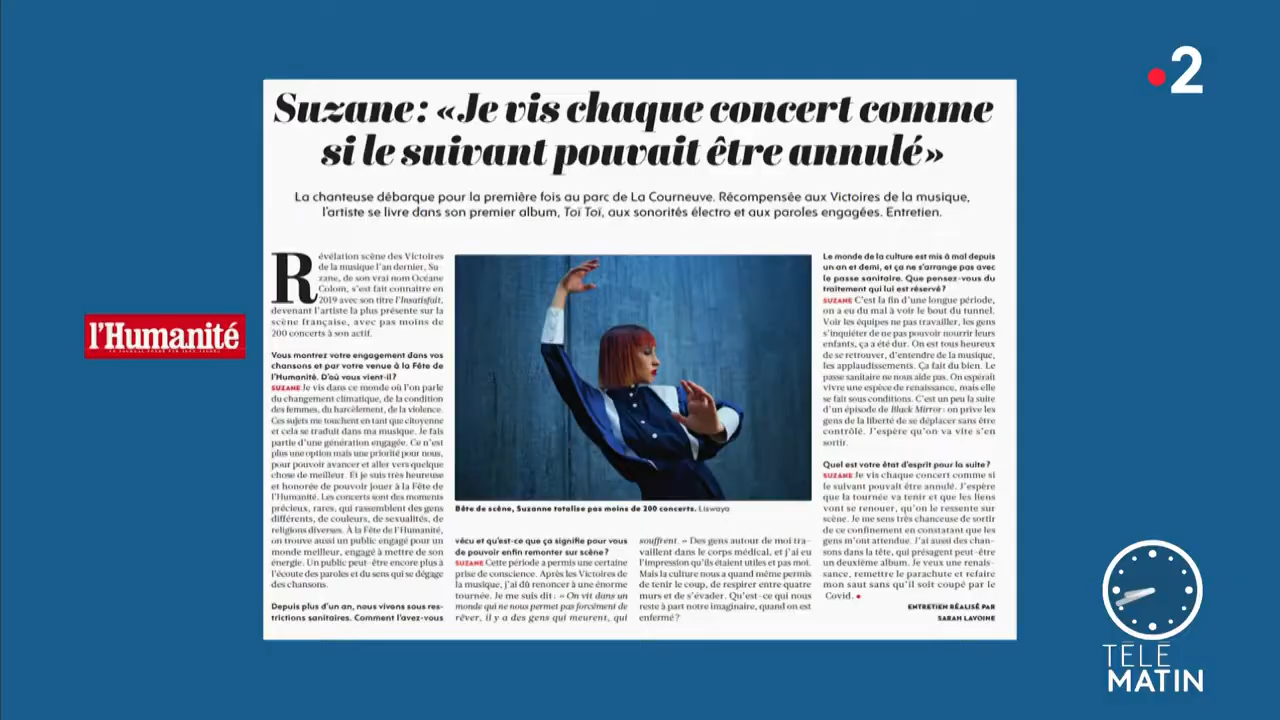 2
Suzane : «Je vis chaque concert comme
si le suivant pouvait être annulé»
La chanteuse débarque pour la première fois au parc de La Courneuve. Récompensée aux Victoires de la musique,
l'artiste se livre dans son premier album, Toï Toï, aux sonorités électro et aux paroles engagées. Entretien.
l'Humanité
Révélation scène des Victoires
de la musique l'an dernier, Su-
zane, de son vrai nom Océane
Colom, s'est fait connaître en
2019 avec son titre l'Insatisfait,
devenant l'artiste la plus présente sur la
scène française, avec pas moins de
200 concerts à son actif.
Vous montrez votre engagement dans vos
chansons et par votre venue à la Fête de
l'Humanité. D'où vous vient-il?
SUZANE Je vis dans ce monde où l'on parle
du changement climatique, de la condition
des femmes, du harcèlement, de la violence.
Ces sujets me touchent en tant que citoyenne
et cela se traduit dans ma musique. Je fais
partie d'une génération engagée. Ce n'est
plus une option mais une priorité pour nous,
pour pouvoir avancer et aller vers quelque
chose de meilleur. Et je suis très heureuse
et honorée de pouvoir jouer à la Fête de
l'Humanité. Les concerts sont des moments
précieux, rares, qui rassemblent des gens
différents, de couleurs, de sexualités, de
religions diverses. À la Fête de l'Humanité,
on trouve aussi un public engagé pour un
monde meilleur, engagé à mettre de son
énergie. Un public peut-être encore plus à
l'écoute des paroles et du sens qui se dégage
des chansons.
Depuis plus d'un an, nous vivons sous res-
trictions sanitaires. Comment l'avez-vous
Bête de scène, Suzanne totalise pas moins de 200 concerts. Liswaya
vécu et qu'est-ce que ça signifie pour vous
de pouvoir enfin remonter sur scène?
SUZANE Cette période a permis une certaine
prise de conscience. Après les Victoires de
la musique, j'ai dû renoncer à une énorme
tournée. Je me suis dit : « On vit dans un
monde qui ne nous permet pas forcément de
rêver, il y a des gens qui meurent, qui
souffrent. » Des gens autour de moi tra-
vaillent dans le corps médical, et j'ai eu
l'impression qu'ils étaient utiles et pas moi.
Mais la culture nous a quand même permis
de tenir le coup, de respirer entre quatre
murs et de s'évader. Qu'est-ce qui nous
reste à part notre imaginaire, quand on est
enfermé?
Le monde de la culture est mis à mal depuis
un an et demi, et ça ne s'arrange pas avec
le passe sanitaire. Que pensez-vous du
traitement qui lui est réservé?
SUZANE C'est la fin d'une longue période,
on a eu du mal à voir le bout du tunnel.
Voir les équipes ne pas travailler, les gens
s'inquiéter de ne pas pouvoir nourrir leurs
enfants, ça a été dur. On est tous heureux
de se retrouver, d'entendre de la musique,
les applaudissements. Ça fait du bien. Le
passe sanitaire ne nous aide pas. On espérait
vivre une espèce de renaissance, mais elle
se fait sous conditions. C'est un peu la suite
d'un épisode de Black Mirror : on prive les
gens de la liberté de se déplacer sans être
contrôlé. J'espère qu'on va vite s'en
sortir.
Quel est votre état d'esprit pour la suite?
SUZANE Je vis chaque concert comme si
le suivant pouvait être annulé. J'espère
que la tournée va tenir et que les liens
vont se renouer, qu'on le ressente sur
scène. Je me sens très chanceuse de sortir
de ce confinement en constatant que les
gens m'ont attendue. J'ai aussi des chan-
sons dans la tête, qui présagent peut-être
un deuxième album. Je veux une renais-
sance, remettre le parachute et refaire
mon saut sans qu'il soit coupé par le
Covid.
ENTRETIEN RÉALISÉ PAR
SARAH LAVOINE
TÉLÉ
MATIN